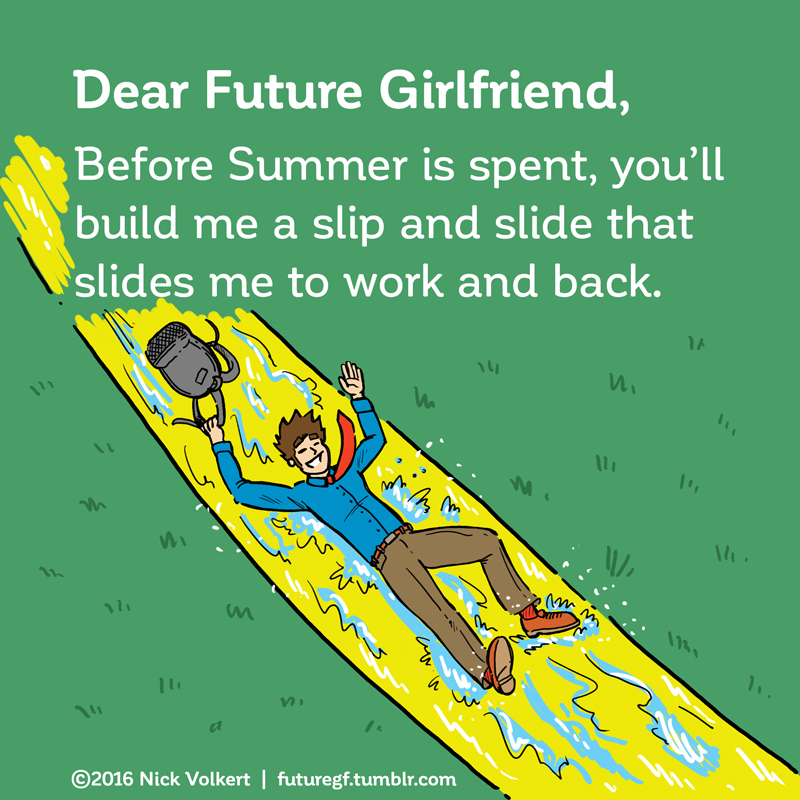 Dear Future Girlfriend,
Before Summer is spent, you’ll
build me a slip and slide that
slides me to work and back.
©2016 Nick Volkert | futuregf.tumblr.com